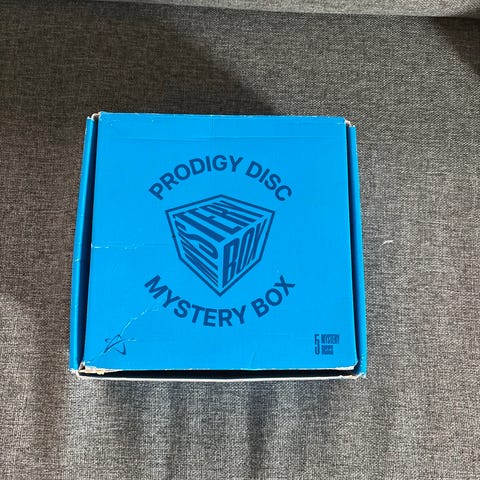 PRODIGY DISC
MYSTERY
BOX
MYSTERY BOX
5 MYSTERY
DISCS